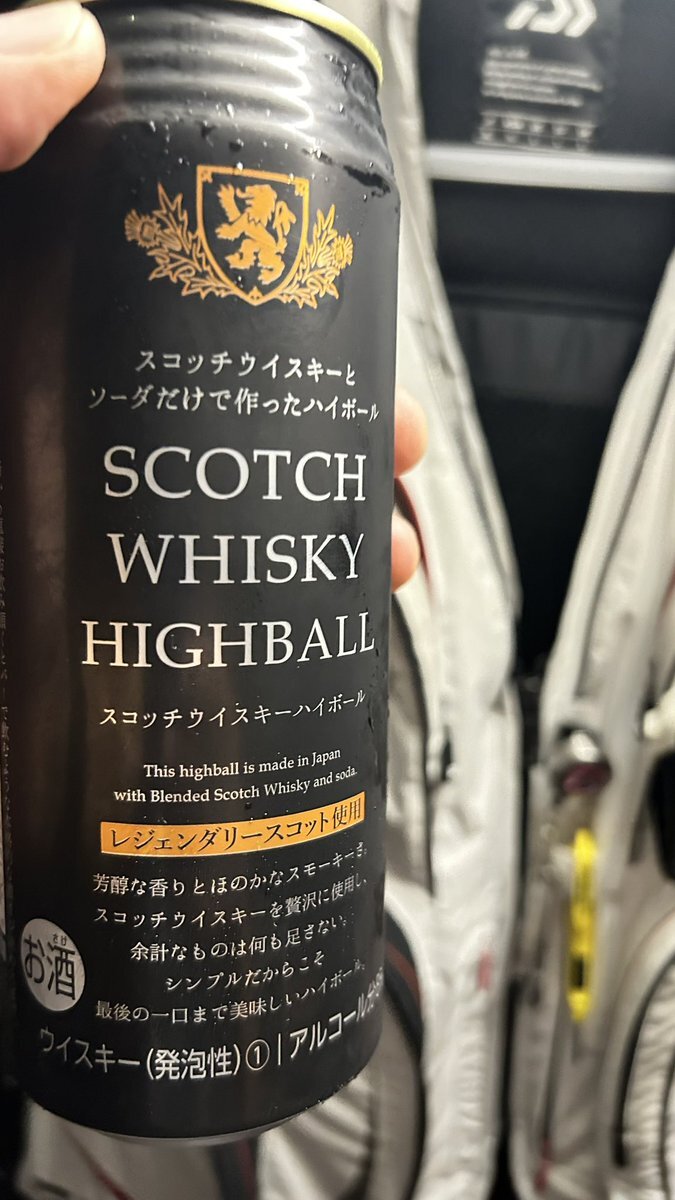 スコッチウイスキーと
ソーダだけで作ったハイボール
SCOTCH
WHISKY
HIGHBALL
スコッチウイスキーハイボール
This highball is made in Japan
with Blended Scotch Whisky and soda.
レジェンダリースコット使用
芳醇な香りとほのかなスモーキーさ。
スコッチウイスキーを贅沢に使用し、
余計なものは何も足さない。
シンプルだからこそ
最後の一口まで美味しいハイボール。
お酒
さけ
ウイスキー(発泡性)①|アルコール分